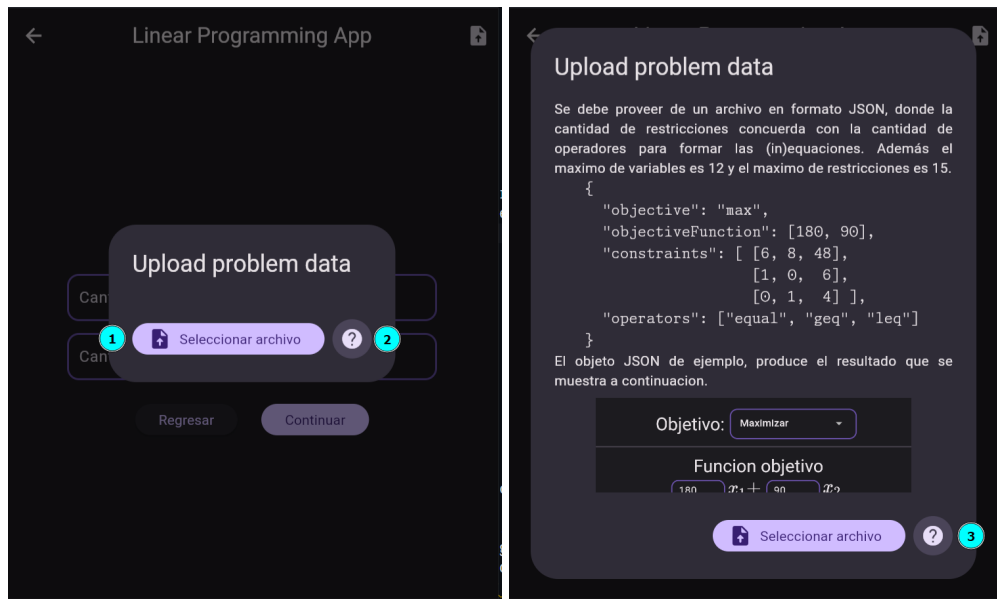 Linear Programming App
Upload problem data
Can
1
Seleccionar archivo
?
2
Can
Regresar
Continuar
Upload problem data
Se debe proveer de un archivo en formato JSON, donde la
cantidad de restricciones concuerda con la cantidad de
operadores para formar las (in)equaciones. Además el
maximo de variables es 12 y el maximo de restricciones es 15.
{
"objective": "max",
"objectiveFunction": [180, 90],
"constraints": [ [6, 8, 48],
[1, 0, 6],
[0, 1, 4] ],
"operators": ["equal", "geq", "leq"]
}
El objeto JSON de ejemplo, produce el resultado que se
muestra a continuacion.
Objetivo: Maximizar
Funcion objetivo
180 x1+ 90 x2
Seleccionar archivo
?
3